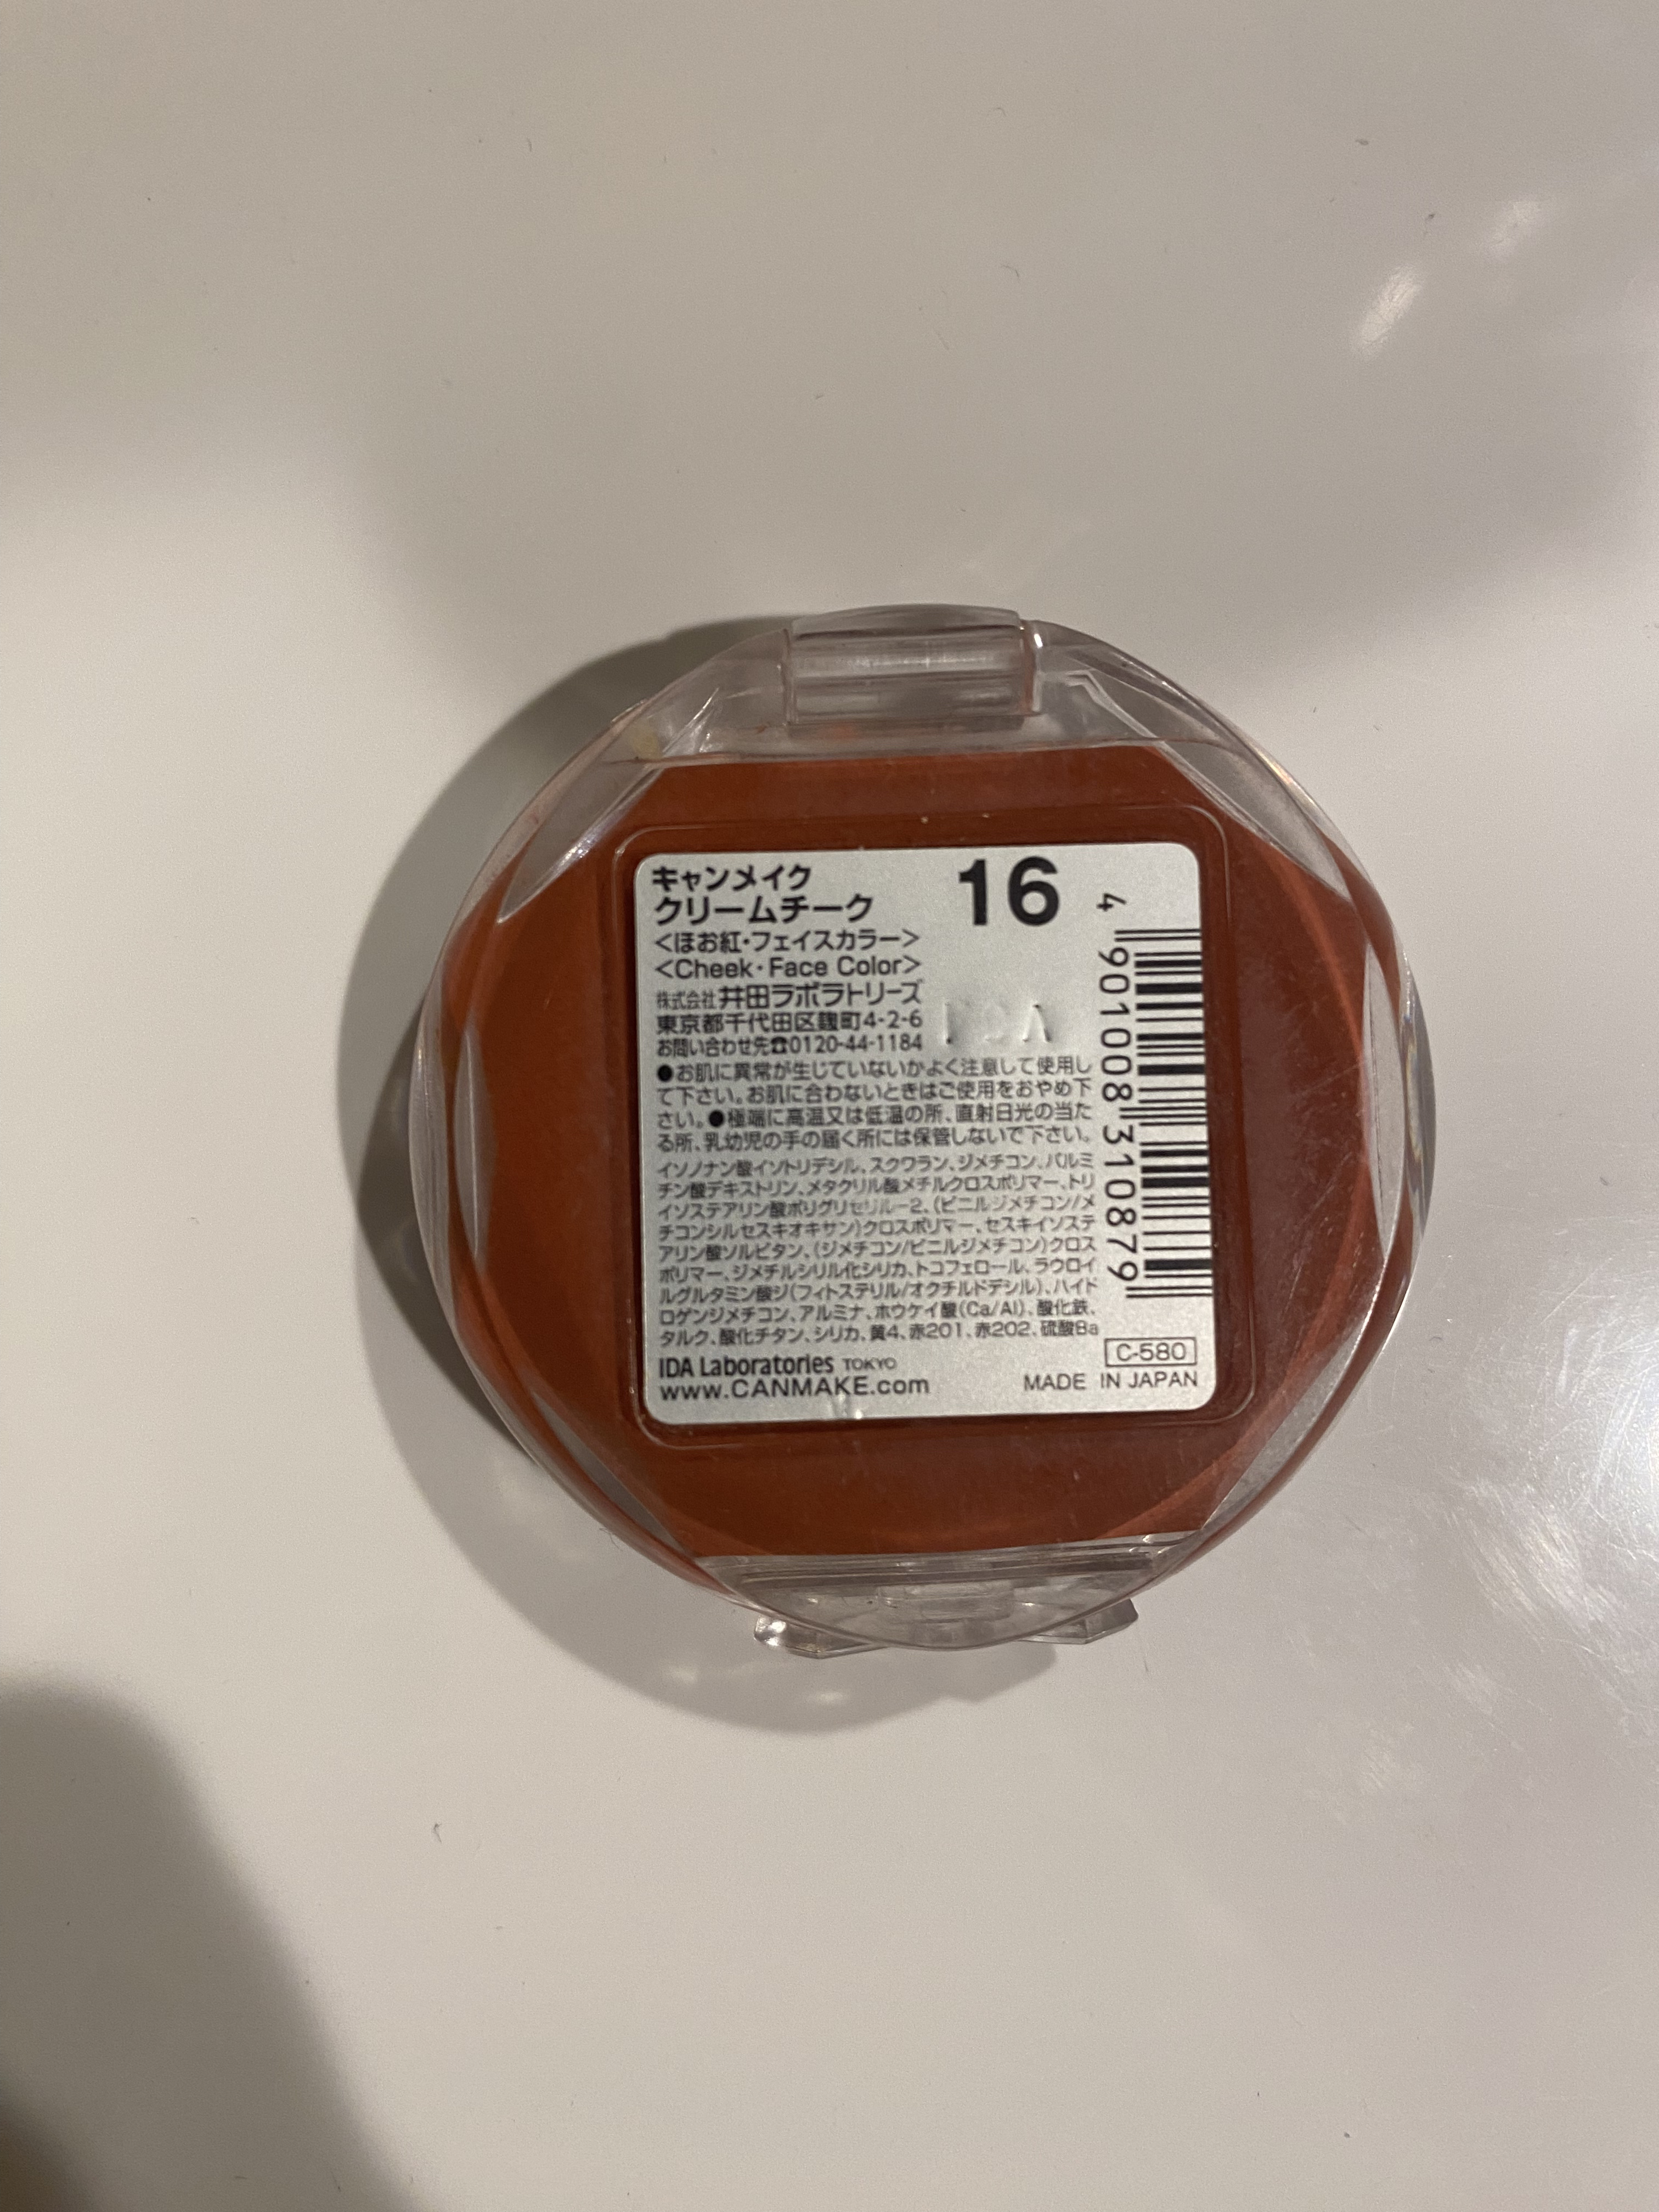 キャンメイク
クリームチーク
16
<ほお紅・フェイスカラー>
<Cheek・Face Color>
株式会社井田ラボラトリーズ
東京都千代田区麹町4-2-6
お問い合わせ先☎0120-44-1184
●お肌に異常が生じていないかよく注意して使用し
て下さい。お肌に合わないときはご使用をおやめ下
さい。●極端に高温又は低温の所、直射日光の当た
る所、乳幼児の手の届く所には保管しないで下さい。
イソノナン酸イソトリデシル、スクワラン、ジメチコン、パルミ
チン酸デキストリン、メタクリル酸メチルクロスポリマー、トリ
イソステアリン酸ポリグリセリル-2、(ビニルジメチコン/メ
チコンシルセスキオキサン)クロスポリマー、セスキイソステ
アリン酸ソルビタン、(ジメチコン/ビニルジメチコン)クロス
ポリマー、ジメチルシリル化シリカ、トコフェロール、ラウロイ
ルグルタミン酸ジ(フィトステリル/オクチルドデシル)、ハイド
ロゲンジメチコン、アルミナ、ホウケイ酸(Ca/Al)、酸化鉄、
タルク、酸化チタン、シリカ、黄4、赤201、赤202、硫酸Ba
IDA Laboratories TOKYO
www.CANMAKE.com
C-580
MADE IN JAPAN
4 901008 310879